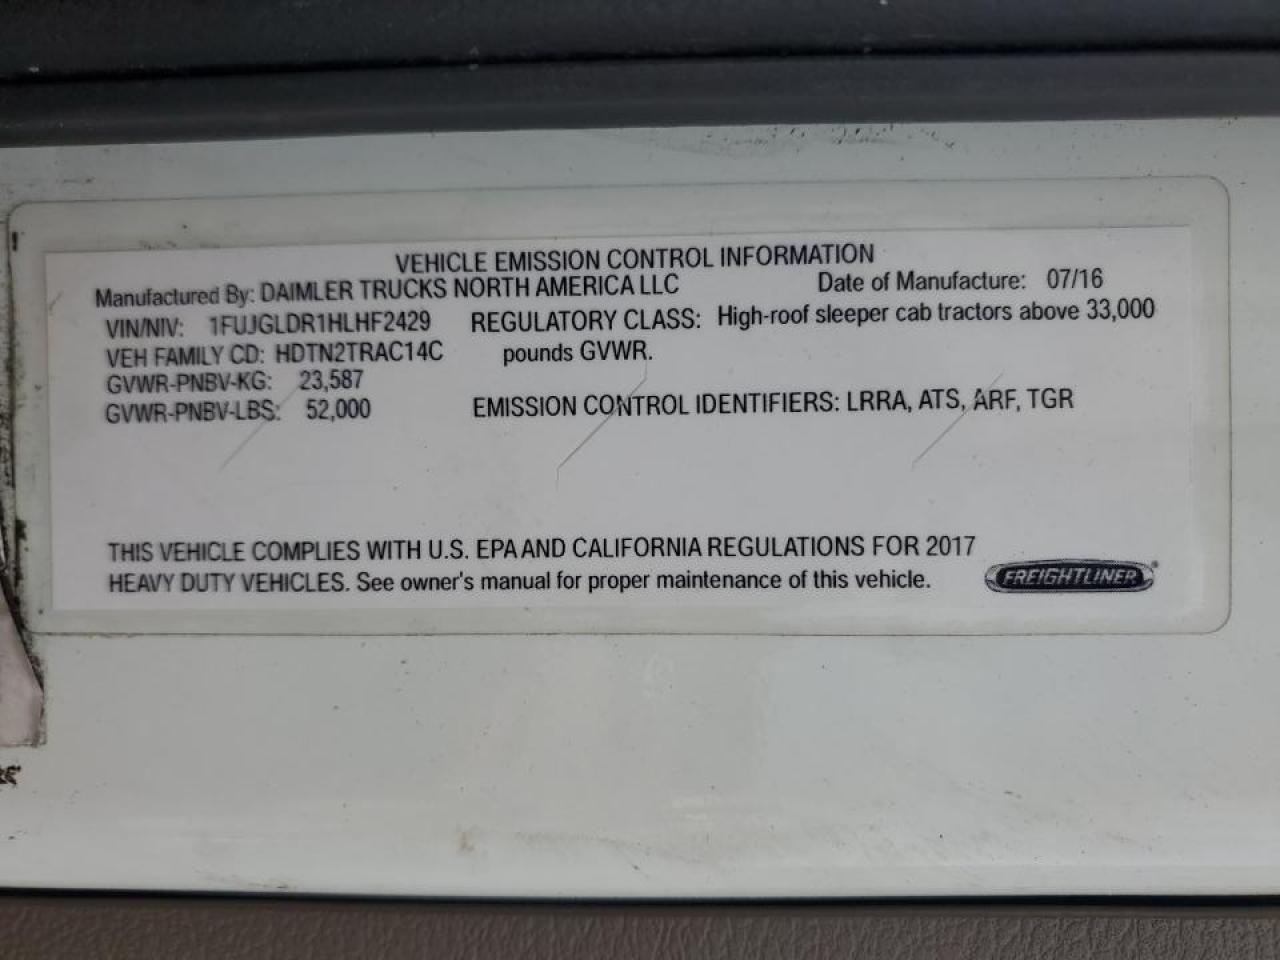 VEHICLE EMISSION CONTROL INFORMATION
Manufactured By: DAIMLER TRUCKS NORTH AMERICA LLC Date of Manufacture: 07/16
VIN/NIV: 1FUJGLDR1HLHF2429 REGULATORY CLASS: High-roof sleeper cab tractors above 33,000
VEH FAMILY CD: HDTN2TRAC14C pounds GVWR.
GVWR-PNBV-KG: 23,587
GVWR-PNBV-LBS: 52,000 EMISSION CONTROL IDENTIFIERS: LRRA, ATS, ARF, TGR
THIS VEHICLE COMPLIES WITH U.S. EPA AND CALIFORNIA REGULATIONS FOR 2017
HEAVY DUTY VEHICLES. See owner's manual for proper maintenance of this vehicle.
FREIGHTLINER®